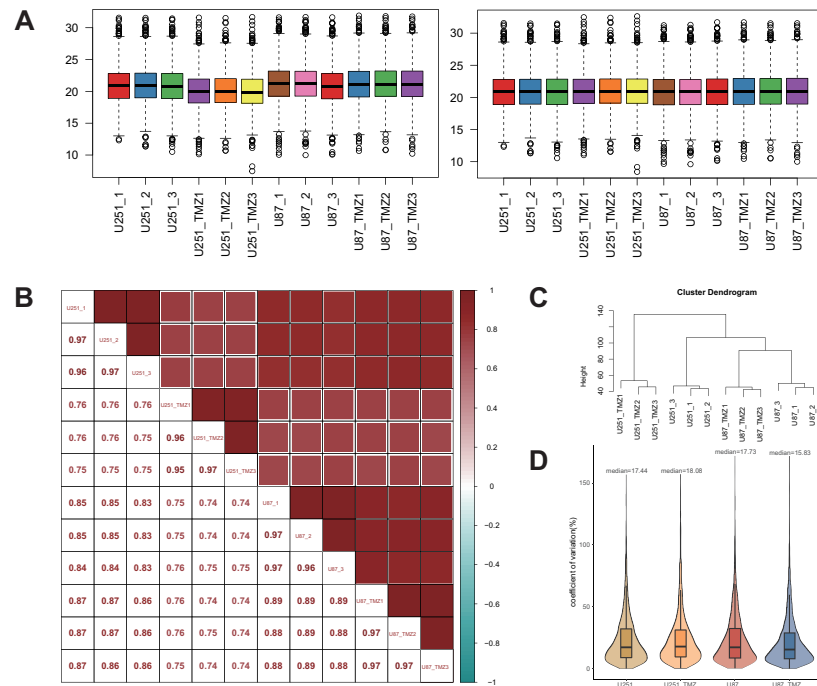 A
30
25
20
15
10
U251_1
U251_2
U251_3
U251_TMZ1
U251_TMZ2
U251_TMZ3
U87_1
U87_2
U87_3
U87_TMZ1
U87_TMZ2
U87_TMZ3
30
25
20
15
10
U251_1
U251_2
U251_3
U251_TMZ1
U251_TMZ2
U251_TMZ3
U87_1
U87_2
U87_3
U87_TMZ1
U87_TMZ2
U87_TMZ3
B
U251_1
0.97 U251_2
0.96 0.97 U251_3
0.76 0.76 0.76 U251_TMZ1
0.76 0.76 0.75 0.96 U251_TMZ2
0.75 0.75 0.75 0.95 0.97 U251_TMZ3
0.85 0.85 0.83 0.75 0.74 0.74 U87_1
0.85 0.85 0.83 0.75 0.74 0.74 0.97 U87_2
0.84 0.84 0.83 0.76 0.75 0.75 0.97 0.96 U87_3
0.87 0.87 0.86 0.76 0.75 0.74 0.89 0.89 0.89 U87_TMZ1
0.87 0.87 0.86 0.76 0.75 0.74 0.88 0.89 0.88 0.97 U87_TMZ2
0.87 0.86 0.86 0.75 0.74 0.74 0.88 0.89 0.88 0.97 0.97 U87_TMZ3
1
0.8
0.6
0.4
0.2
0
−0.2
−0.4
−0.6
−0.8
−1
C
Cluster Dendrogram
Height
140
100
80
60
40
U251_TMZ1
U251_TMZ2
U251_TMZ3
U251_3
U251_1
U251_2
U87_TMZ1
U87_TMZ2
U87_TMZ3
U87_3
U87_1
U87_2
D
coefficient of variation(%)
150
100
50
0
median=17.44
median=18.08
median=17.73
median=15.83
U251
U251_TMZ
U87
U87_TMZ